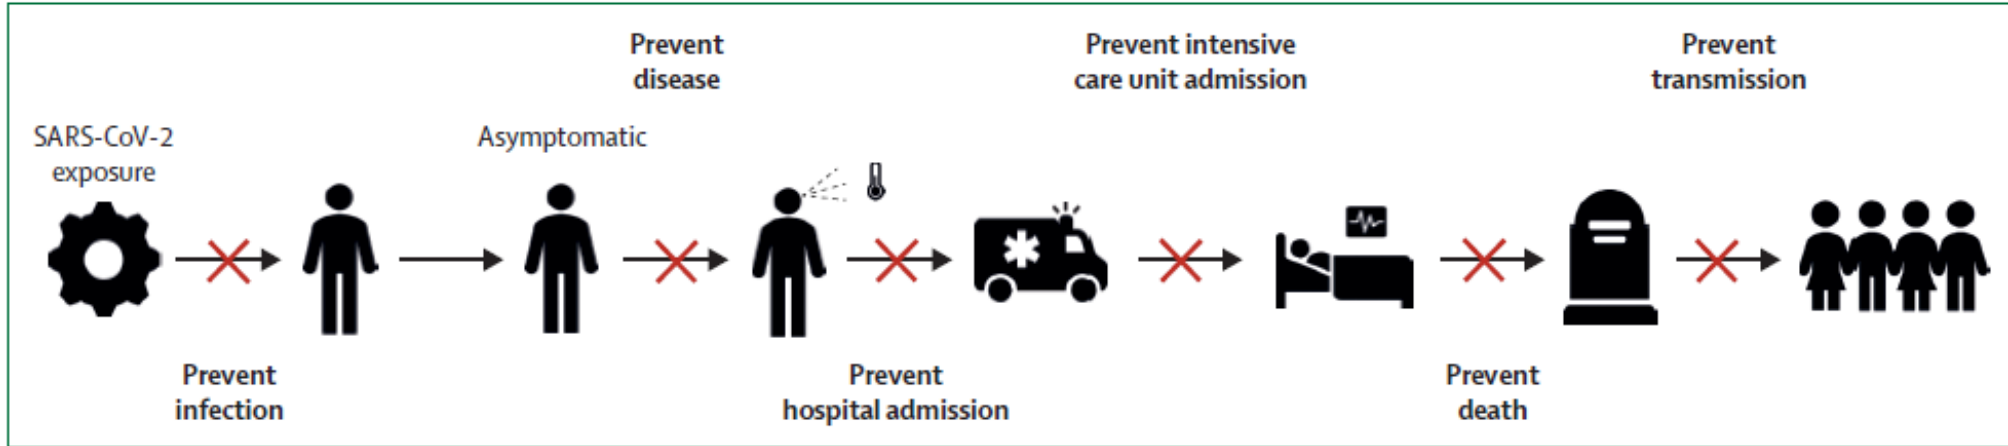 Prevent
disease
Prevent intensive
care unit admission
Prevent
transmission
SARS-CoV-2
exposure
Asymptomatic
Prevent
infection
Prevent
hospital admission
Prevent
death